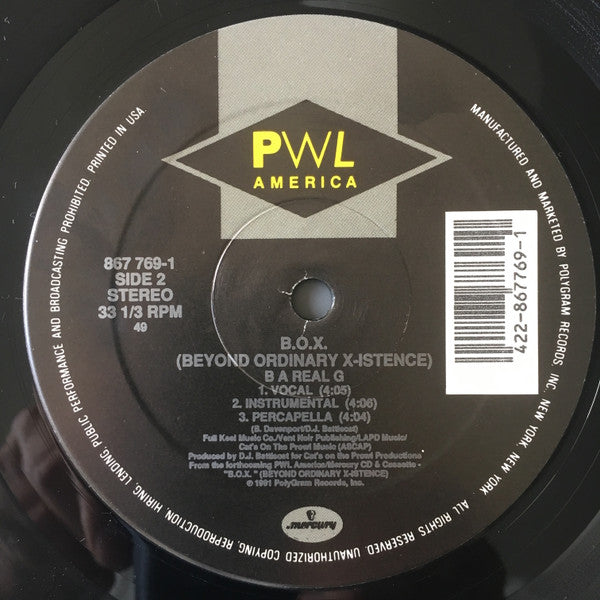 PWL
AMERICA
867 769-1
SIDE 2
STEREO
33 1/3 RPM
49
422-867769-1
B.O.X.
(BEYOND ORDINARY X-ISTENCE)
B A REAL G
1. VOCAL (4:05)
2. INSTRUMENTAL (4:06)
3. PERCAPELLA (4:04)
(B. Davenport/D.J. Battlecat)
Full Keel Music Co./Vent Noir Publishing/LAPD Music/
Cat's On The Prowl Music (ASCAP)
Produced by D.J. Battlecat for Cat's on the Prowl Productions
From the forthcoming PWL America/Mercury CD & Cassette -
"B.O.X. " (BEYOND ORDINARY X-ISTENCE)
℗ 1991 PolyGram Records, Inc.
mercury
MANUFACTURED AND MARKETED BY POLYGRAM RECORDS, INC. NEW YORK, NEW YORK. ALL RIGHTS RESERVED. UNAUTHORIZED COPYING, REPRODUCTION HIRING, LENDING, PUBLIC PERFORMANCE AND BROADCASTING PROHIBITED. PRINTED IN USA